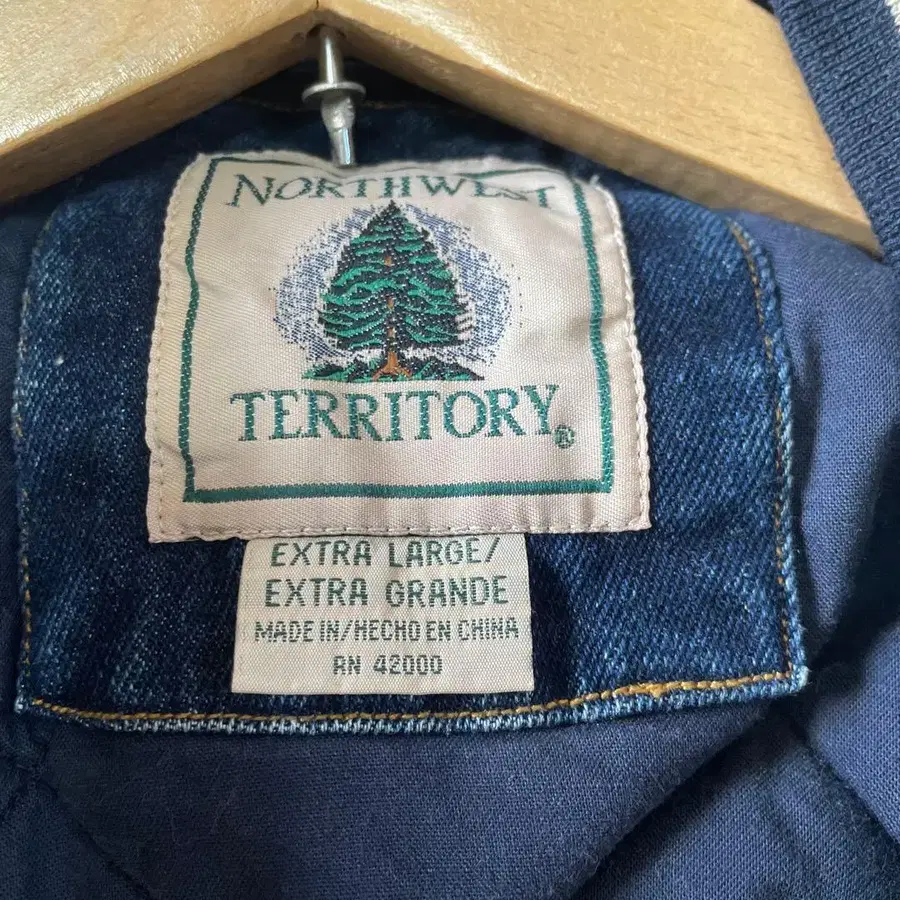 NORTHWEST
TERRITORY®
EXTRA LARGE/
EXTRA GRANDE
MADE IN/HECHO EN CHINA
RN 42000